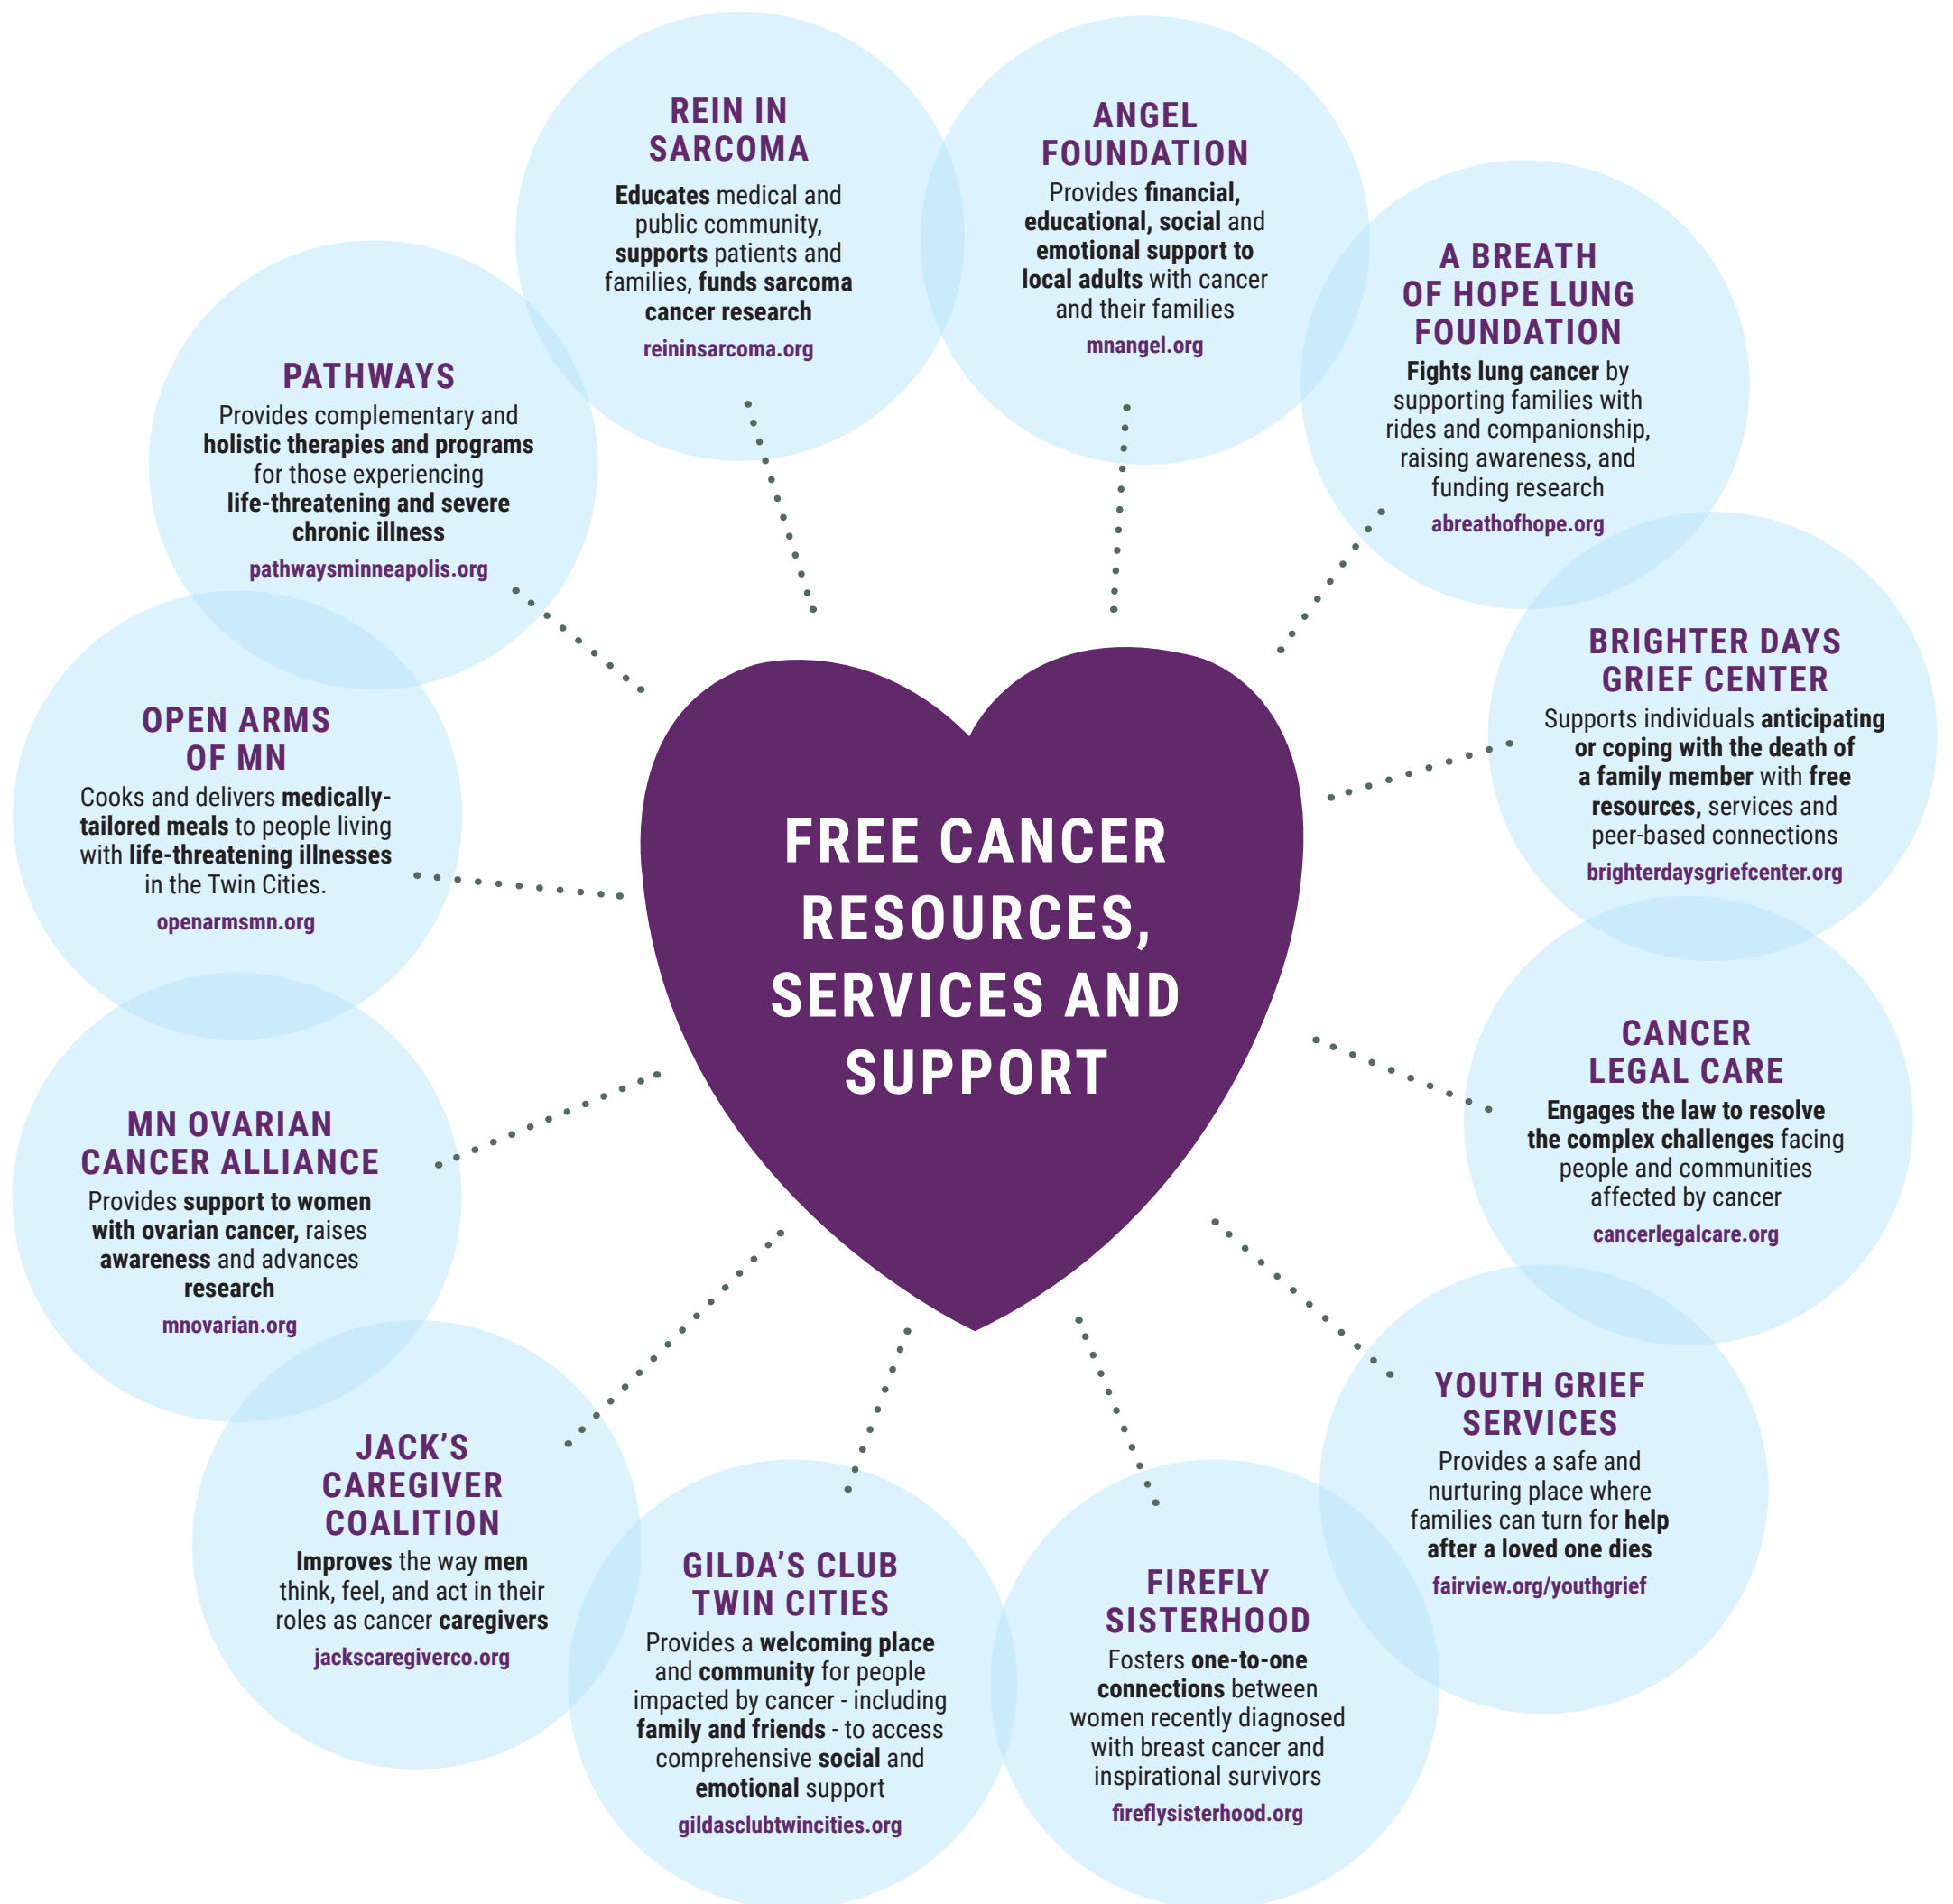 REIN IN
SARCOMA
Educates medical and
public community,
supports patients and
families, funds sarcoma
cancer research
reininsarcoma.org
ANGEL
FOUNDATION
Provides financial,
educational, social and
emotional support to
local adults with cancer
and their families
mnangel.org
A BREATH
OF HOPE LUNG
FOUNDATION
Fights lung cancer by
supporting families with
rides and companionship,
raising awareness, and
funding research
abreathofhope.org
BRIGHTER DAYS
GRIEF CENTER
Supports individuals anticipating
or coping with the death of
a family member with free
resources, services and
peer-based connections
brighterdaysgriefcenter.org
CANCER
LEGAL CARE
Engages the law to resolve
the complex challenges facing
people and communities
affected by cancer
cancerlegalcare.org
YOUTH GRIEF
SERVICES
Provides a safe and
nurturing place where
families can turn for help
after a loved one dies
fairview.org/youthgrief
FIREFLY
SISTERHOOD
Fosters one-to-one
connections between
women recently diagnosed
with breast cancer and
inspirational survivors
fireflysisterhood.org
GILDA'S CLUB
TWIN CITIES
Provides a welcoming place
and community for people
impacted by cancer - including
family and friends - to access
comprehensive social and
emotional support
gildasclubtwincities.org
JACK'S
CAREGIVER
COALITION
Improves the way men
think, feel, and act in their
roles as cancer caregivers
jackscaregiverco.org
MN OVARIAN
CANCER ALLIANCE
Provides support to women
with ovarian cancer, raises
awareness and advances
research
mnovarian.org
OPEN ARMS
OF MN
Cooks and delivers medically-
tailored meals to people living
with life-threatening illnesses
in the Twin Cities.
openarmsmn.org
PATHWAYS
Provides complementary and
holistic therapies and programs
for those experiencing
life-threatening and severe
chronic illness
pathwaysminneapolis.org
FREE CANCER
RESOURCES,
SERVICES AND
SUPPORT